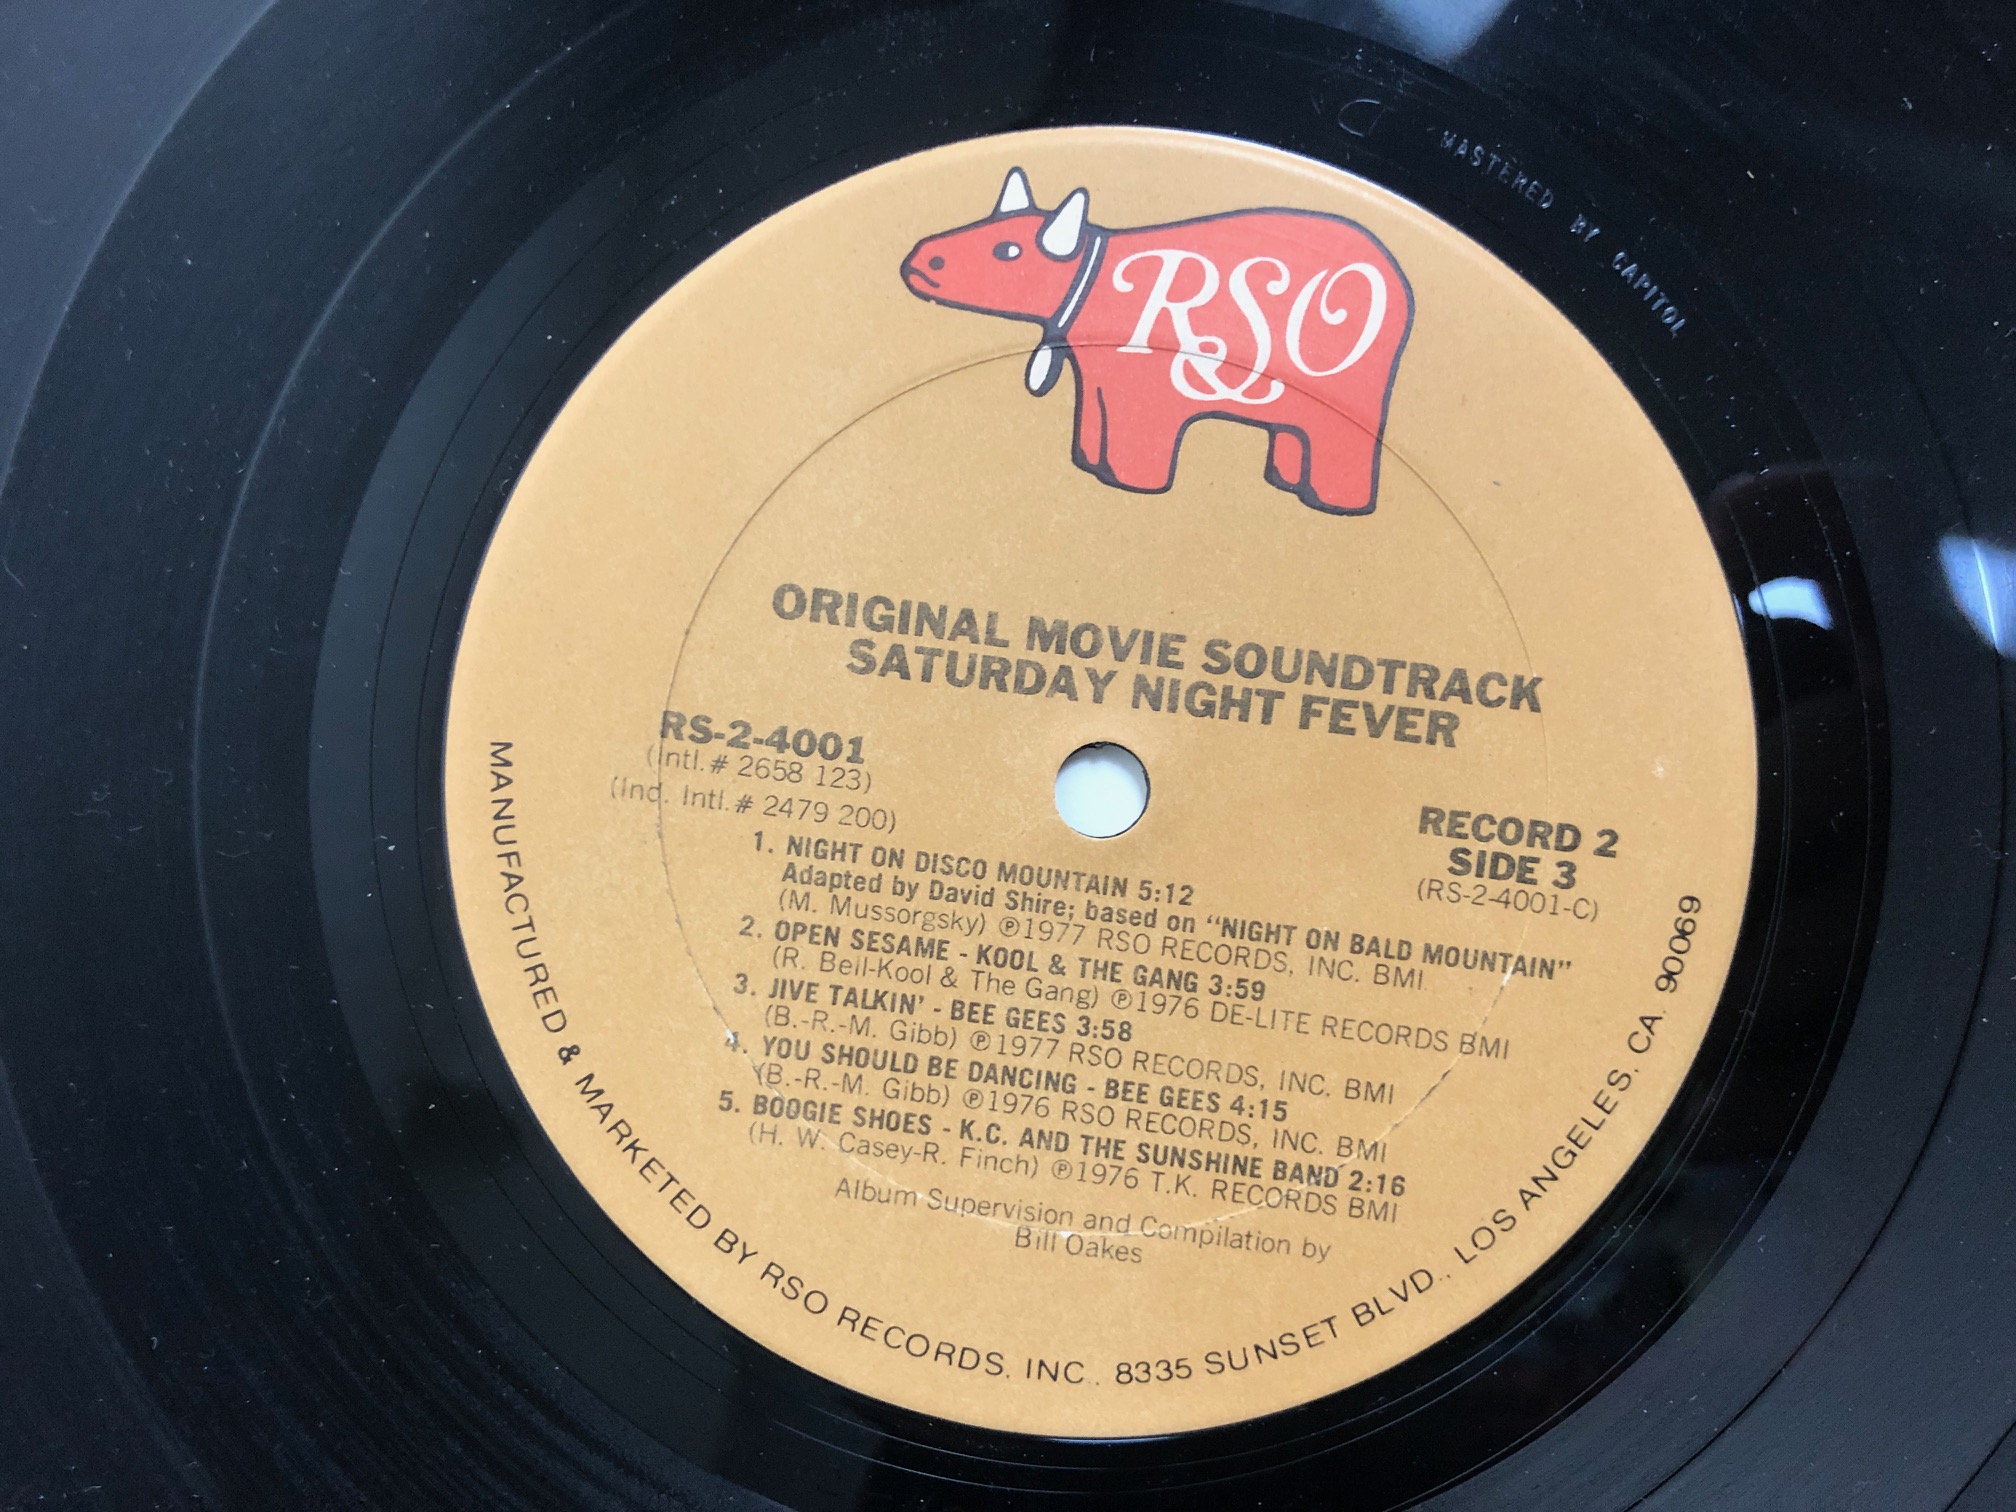 MASTERED BY CAPITOL
RSO
ORIGINAL MOVIE SOUNDTRACK
SATURDAY NIGHT FEVER
RS-2-4001
(Intl. # 2658 123)
(Ind. Intl. # 2479 200)
RECORD 2
SIDE 3
(RS-2-4001-C)
1. NIGHT ON DISCO MOUNTAIN 5:12
Adapted by David Shire; based on "NIGHT ON BALD MOUNTAIN"
(M. Mussorgsky) ℗1977 RSO RECORDS, INC. BMI
2. OPEN SESAME - KOOL & THE GANG 3:59
(R. Bell-Kool & The Gang) ℗1976 DE-LITE RECORDS BMI
3. JIVE TALKIN' - BEE GEES 3:58
(B.-R.-M. Gibb) ℗1977 RSO RECORDS, INC. BMI
4. YOU SHOULD BE DANCING - BEE GEES 4:15
(B.-R.-M. Gibb) ℗1976 RSO RECORDS, INC. BMI
5. BOOGIE SHOES - K.C. AND THE SUNSHINE BAND 2:16
(H. W. Casey-R. Finch) ℗1976 T.K. RECORDS BMI
Album Supervision and Compilation by
Bill Oakes
MANUFACTURED & MARKETED BY RSO RECORDS, INC., 8335 SUNSET BLVD., LOS ANGELES, CA. 90069